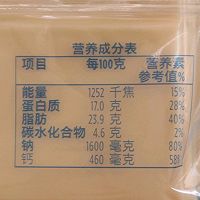 营养成分表
项目 每100克 营养素
参考值%
能量 1252 千焦 15%
蛋白质 17.0 克 28%
脂肪 23.9 克 40%
碳水化合物 4.6 克 2%
钠 1600 毫克 80%
钙 460 毫克 58%